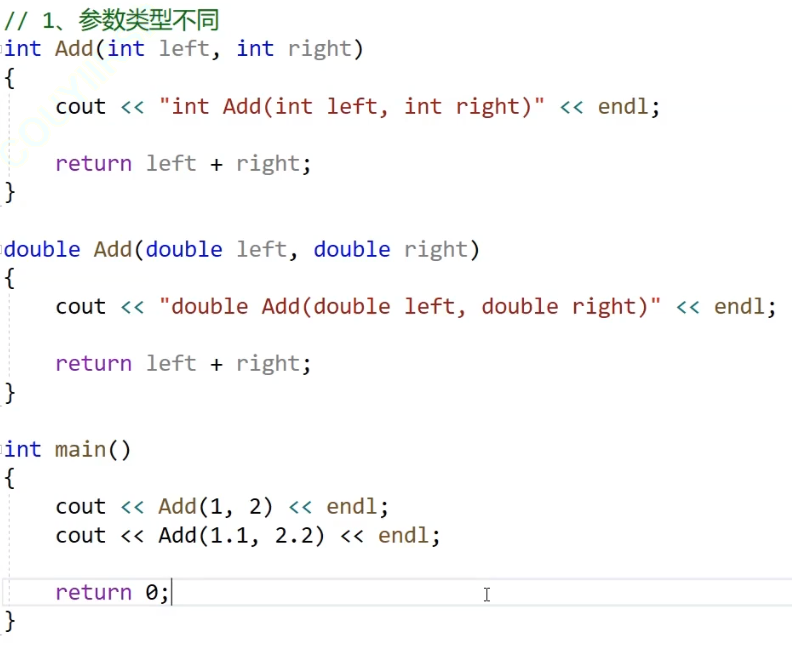 // 1、参数类型不同
int Add(int left, int right)
{
    cout << "int Add(int left, int right)" << endl;
    return left + right;
}
double Add(double left, double right)
{
    cout << "double Add(double left, double right)" << endl;
    return left + right;
}
int main()
{
    cout << Add(1, 2) << endl;
    cout << Add(1.1, 2.2) << endl;
    return 0;
}